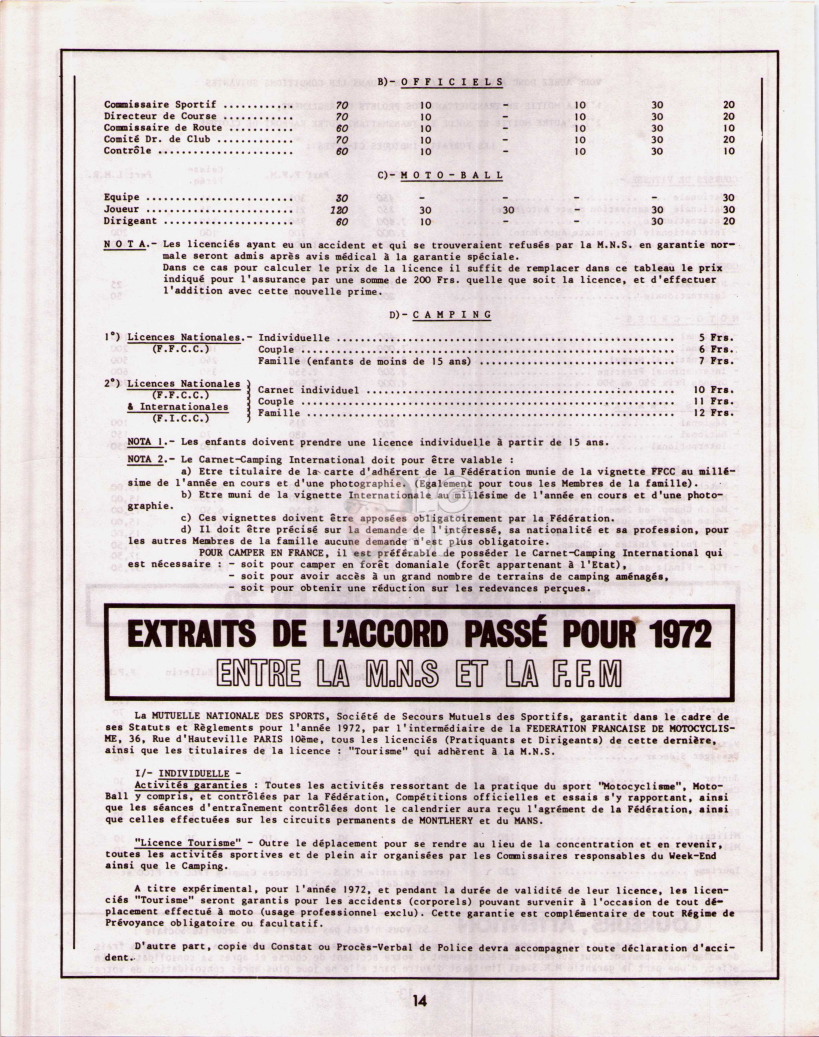 B)- O F F I C I E L S
Commissaire Sportif ............ 70 10 - 10 30 20
Directeur de Course ............ 70 10 - 10 30 20
Commissaire de Route ........... 60 10 - 10 30 10
Comité Dr. de Club ............. 70 10 - 10 30 20
Contrôle ....................... 60 10 - 10 30 10
C)- M O T O - B A L L
Equipe ......................... 30 - - - - 30
Joueur ......................... 120 30 30 - 30 30
Dirigeant ...................... 60 10 - 30 20
N O T A.- Les licenciés ayant eu un accident et qui se trouveraient refusés par la M.N.S. en garantie nor-
male seront admis après avis médical à la garantie spéciale.
Dans ce cas pour calculer le prix de la licence il suffit de remplacer dans ce tableau le prix
indiqué pour l'assurance par une somme de 200 Frs. quelle que soit la licence, et d'effectuer
l'addition avec cette nouvelle prime.
D)- C A M P I N G
1°) Licences Nationales.- Individuelle ........................................................ 5 Frs.
(F.F.C.C.) Couple .............................................................. 6 Frs.
Famille (enfants de moins de 15 ans) ................................ 7 Frs.
2°) Licences Nationales
(F.F.C.C.)
& Internationales
(F.I.C.C.)
Carnet individuel ................................................... 10 Frs.
Couple .............................................................. 11 Frs.
Famille ............................................................. 12 Frs.
NOTA 1.- Les enfants doivent prendre une licence individuelle à partir de 15 ans.
NOTA 2.- Le Carnet-Camping International doit pour être valable :
a) Etre titulaire de la carte d'adhérent de la Fédération munie de la vignette FFCC au millé-
sime de l'année en cours et d'une photographie. (Egalement pour tous les Membres de la famille).
b) Etre muni de la vignette Internationale au millésime de l'année en cours et d'une photo-
graphie.
c) Ces vignettes doivent être apposées obligatoirement par la Fédération.
d) Il doit être précisé sur la demande de l'intéressé, sa nationalité et sa profession, pour
les autres Membres de la famille aucune demande n'est plus obligatoire.
POUR CAMPER EN FRANCE, il est préférable de posséder le Carnet-Camping International qui
est nécessaire : - soit pour camper en forêt domaniale (forêt appartenant à l'Etat),
- soit pour avoir accès à un grand nombre de terrains de camping aménagés,
- soit pour obtenir une réduction sur les redevances perçues.
EXTRAITS DE L'ACCORD PASSÉ POUR 1972
ENTRE LA M.N.S ET LA F.F.M
La MUTUELLE NATIONALE DES SPORTS, Société de Secours Mutuels des Sportifs, garantit dans le cadre de
ses Statuts et Règlements pour l'année 1972, par l'intermédiaire de la FEDERATION FRANCAISE DE MOTOCYCLIS-
ME, 36, Rue d'Hauteville PARIS 10ème, tous les licenciés (Pratiquants et Dirigeants) de cette dernière,
ainsi que les titulaires de la licence : "Tourisme" qui adhèrent à la M.N.S.
I/- INDIVIDUELLE -
Activités garanties : Toutes les activités ressortant de la pratique du sport "Motocyclisme", Moto-
Ball y compris, et contrôlées par la Fédération, Compétitions officielles et essais s'y rapportant, ainsi
que les séances d'entraînement contrôlées dont le calendrier aura reçu l'agrément de la Fédération, ainsi
que celles effectuées sur les circuits permanents de MONTLHERY et du MANS.
"Licence Tourisme" - Outre le déplacement pour se rendre au lieu de la concentration et en revenir,
toutes les activités sportives et de plein air organisées par les Commissaires responsables du Week-End
ainsi que le Camping.
A titre expérimental, pour l'année 1972, et pendant la durée de validité de leur licence, les licen-
ciés "Tourisme" seront garantis pour les accidents (corporels) pouvant survenir à l'occasion de tout dé-
placement effectué à moto (usage professionnel exclu). Cette garantie est complémentaire de tout Régime de
Prévoyance obligatoire ou facultatif.
D'autre part, copie du Constat ou Procès-Verbal de Police devra accompagner toute déclaration d'acci-
dent.
14